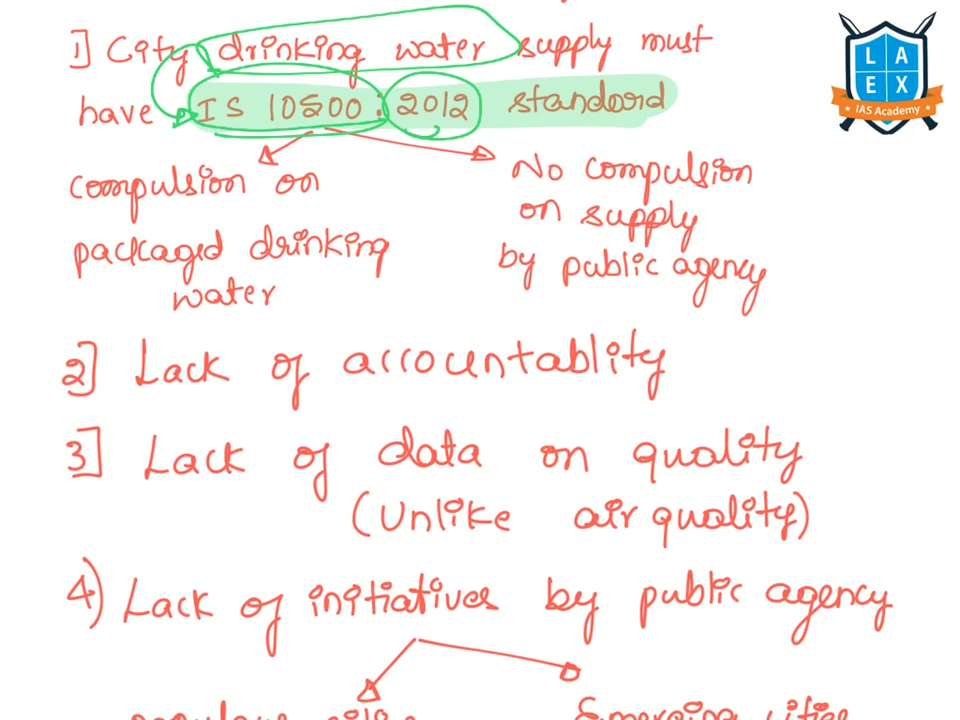 1] City drinking water supply must
have IS 10500 : 2012 standard
compulsion on
packaged drinking
water
No compulsion
on supply
by public agency
2] Lack of accountablity
3] Lack of data on quality
(Unlike air quality)
4) Lack of initiatives by public agency
Emerging cities
L A
E X
IAS Academy